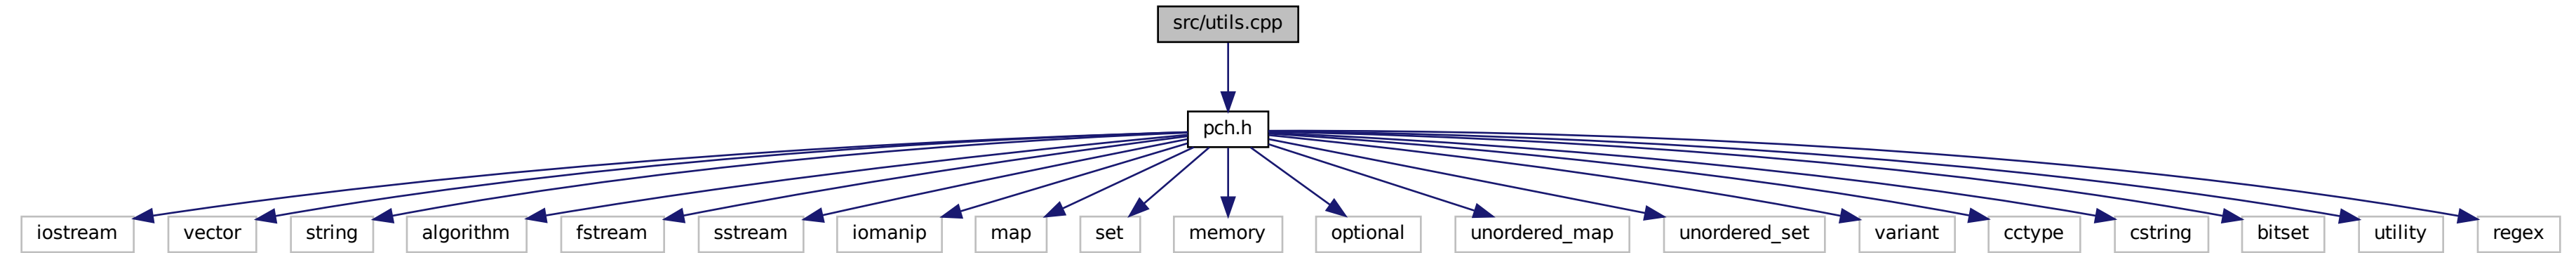 src/utils.cpp
pch.h
iostream vector string algorithm fstream sstream iomanip map set memory optional unordered_map unordered_set variant cctype cstring bitset utility regex